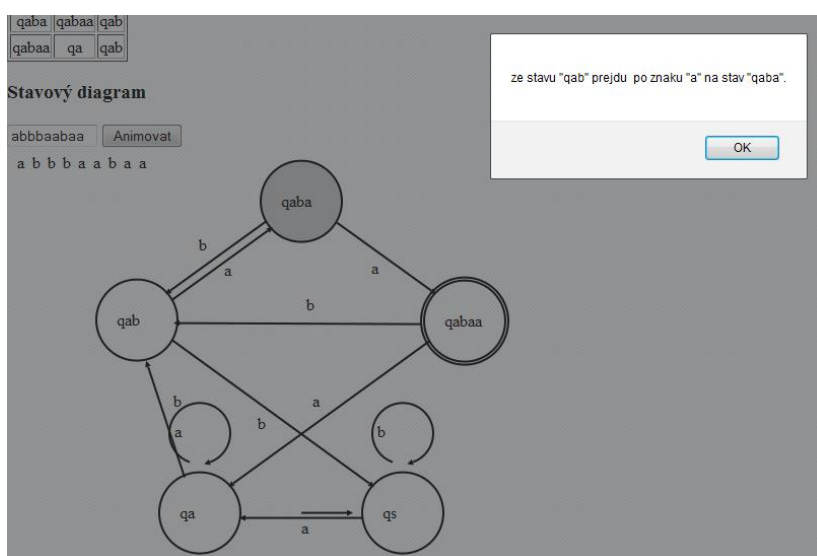 qaba qabaa qab
qabaa qa qab
ze stavu "qab" prejdu po znaku "a" na stav "qaba".
OK
Stavový diagram
abbbaabaa Animovat
a b b b a a b a a
qaba
b
a
a
qab
b
qabaa
b
a
b
a
b
qa
qs
a